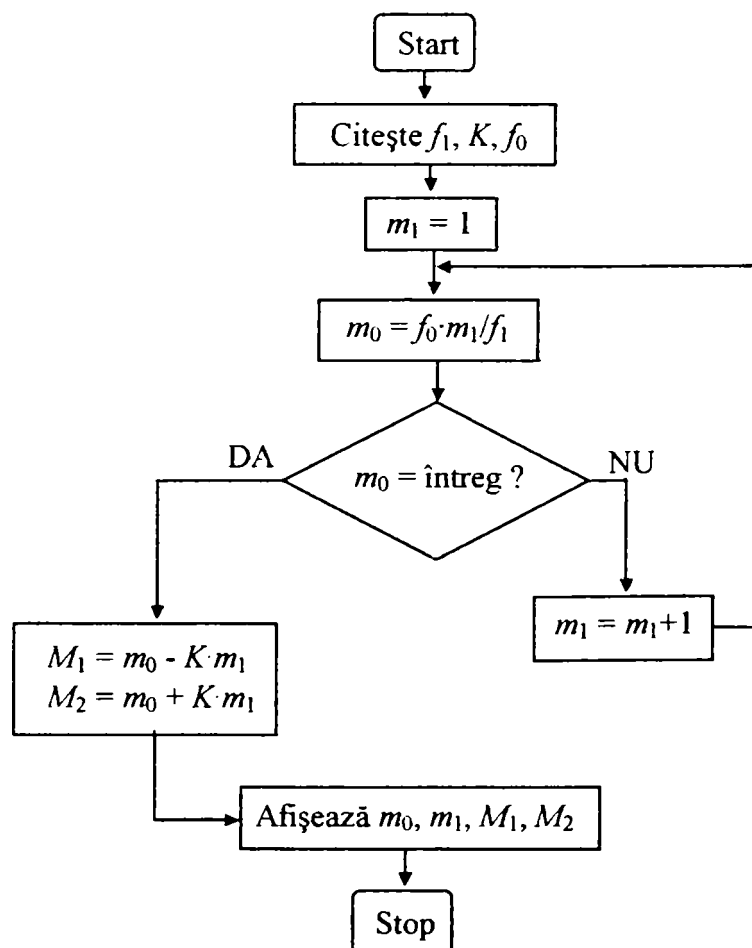 Start
Citeşte f₁, K, f₀
m₁ = 1
m₀ = f₀·m₁/f₁
DA
m₀ = întreg ?
NU
M₁ = m₀ - K·m₁
M₂ = m₀ + K·m₁
m₁ = m₁+1
Afişează m₀, m₁, M₁, M₂
Stop